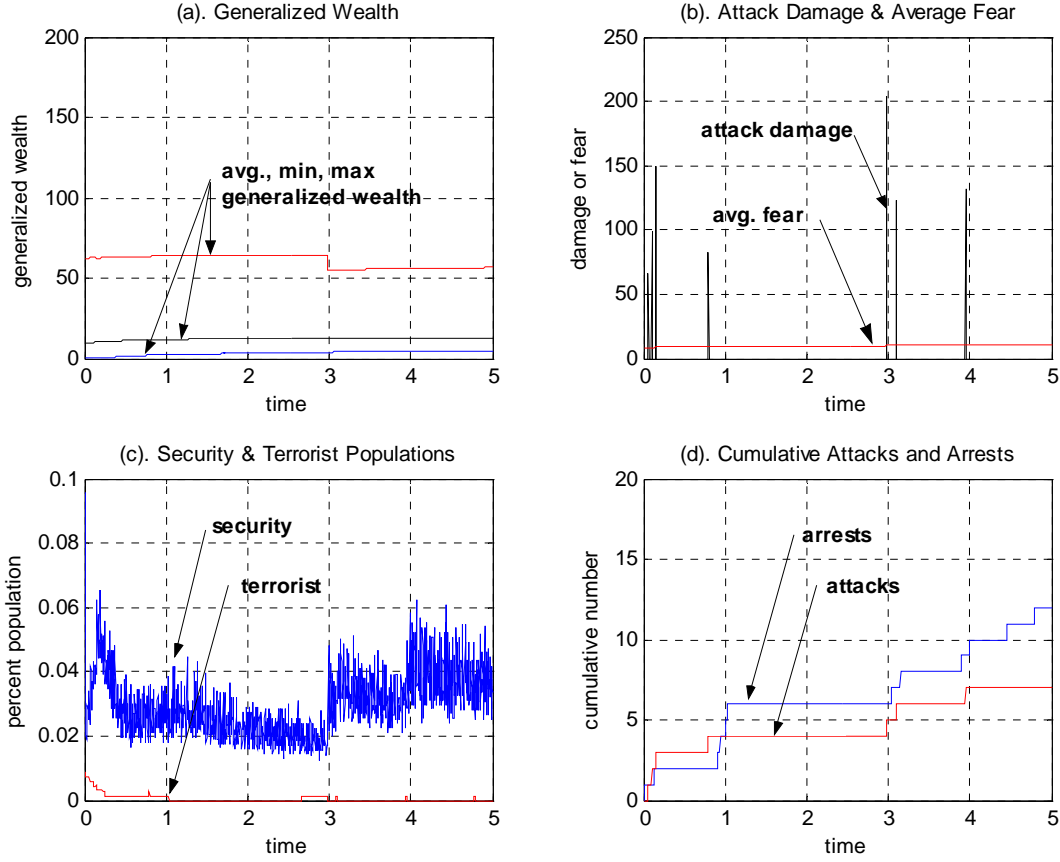 (a). Generalized Wealth
200
150
100
50
0
generalized wealth
avg., min, max
generalized wealth
0 1 2 3 4 5
time
(b). Attack Damage & Average Fear
250
200
150
100
50
0
damage or fear
attack damage
avg. fear
0 1 2 3 4 5
time
(c). Security & Terrorist Populations
0.1
0.08
0.06
0.04
0.02
0
percent population
security
terrorist
0 1 2 3 4 5
time
(d). Cumulative Attacks and Arrests
20
15
10
5
0
cumulative number
arrests
attacks
0 1 2 3 4 5
time